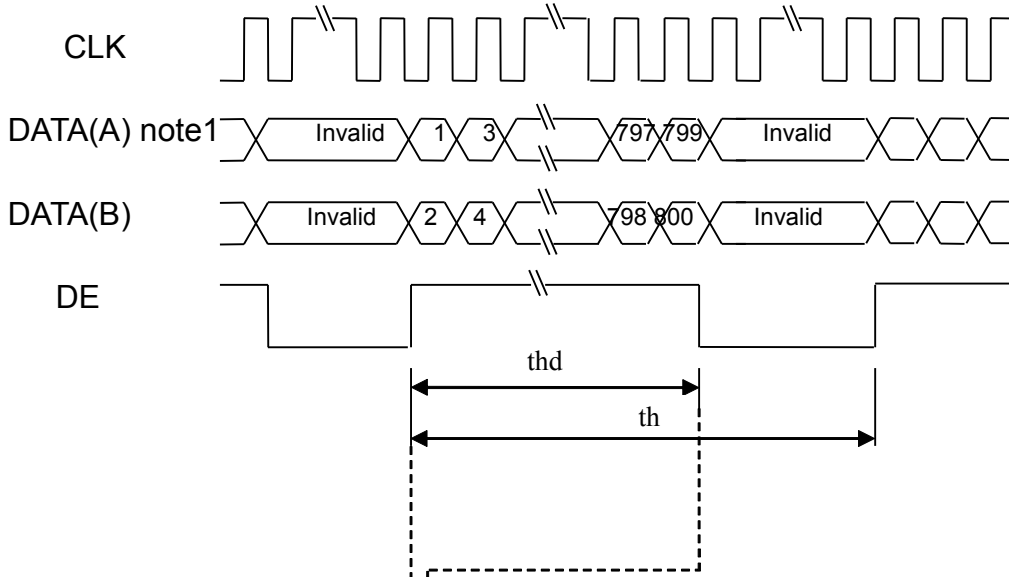 CLK
DATA(A) note1 Invalid 1 3 797 799 Invalid
DATA(B) Invalid 2 4 798 800 Invalid
DE
thd
th